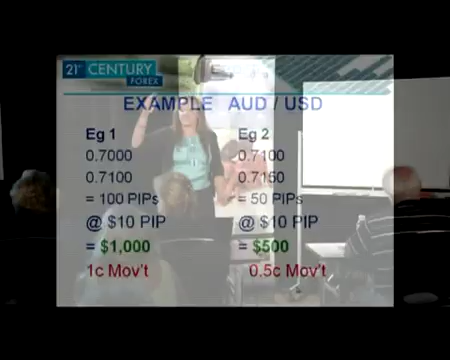 21st CENTURY
FOREX
EXAMPLE AUD / USD
Eg 1
0.7000
0.7100
= 100 PIPs
@ $10 PIP
= $1,000
1c Mov't
Eg 2
0.7100
0.7150
= 50 PIPs
@ $10 PIP
= $500
0.5c Mov't